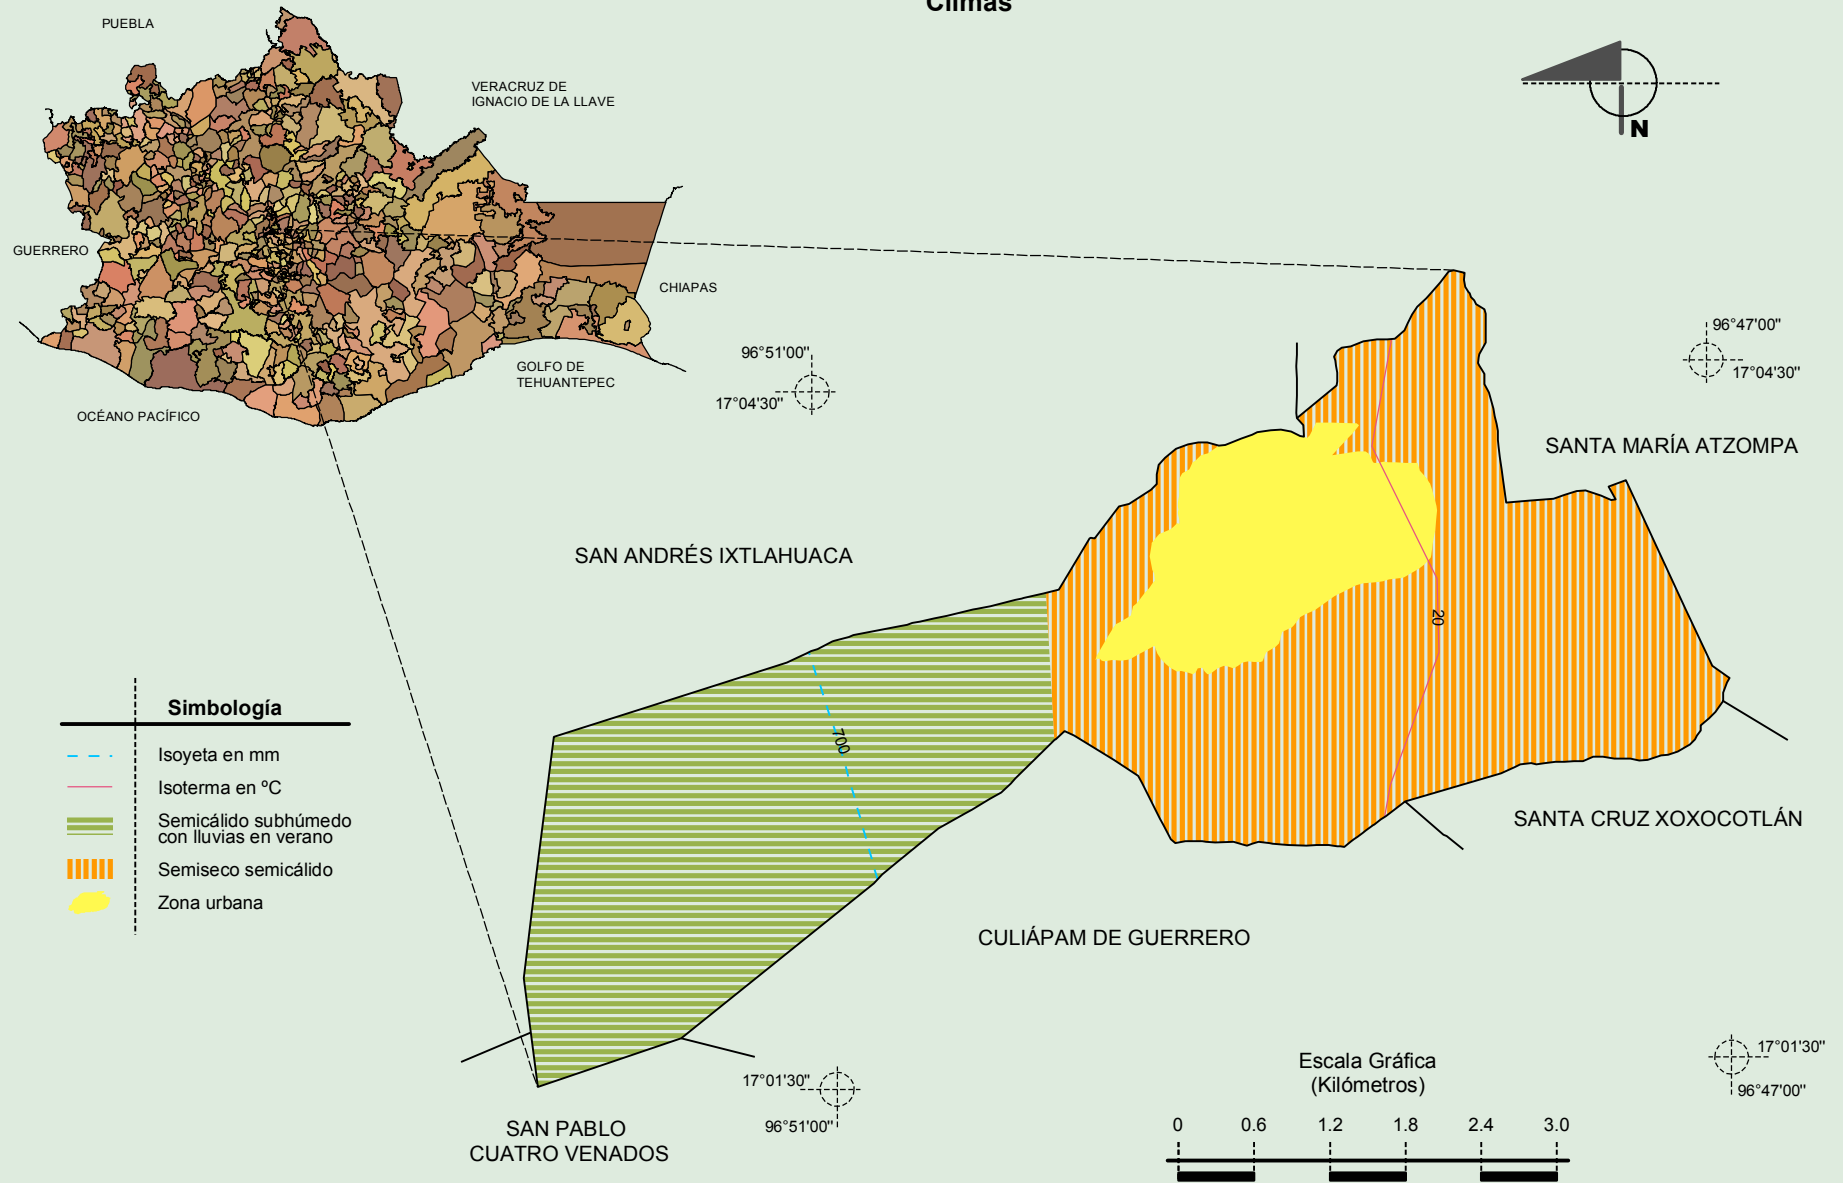 Climas
PUEBLA
VERACRUZ DE
IGNACIO DE LA LLAVE
GUERRERO
CHIAPAS
GOLFO DE
TEHUANTEPEC
OCÉANO PACÍFICO
N
96°51'00"
17°04'30"
96°47'00"
17°04'30"
SANTA MARÍA ATZOMPA
SAN ANDRÉS IXTLAHUACA
20
700
Simbología
Isoyeta en mm
Isoterma en ºC
Semicálido subhúmedo
con lluvias en verano
Semiseco semicálido
Zona urbana
SANTA CRUZ XOXOCOTLÁN
CULIÁPAM DE GUERRERO
17°01'30"
96°51'00"
17°01'30"
96°47'00"
SAN PABLO
CUATRO VENADOS
Escala Gráfica
(Kilómetros)
0 0.6 1.2 1.8 2.4 3.0